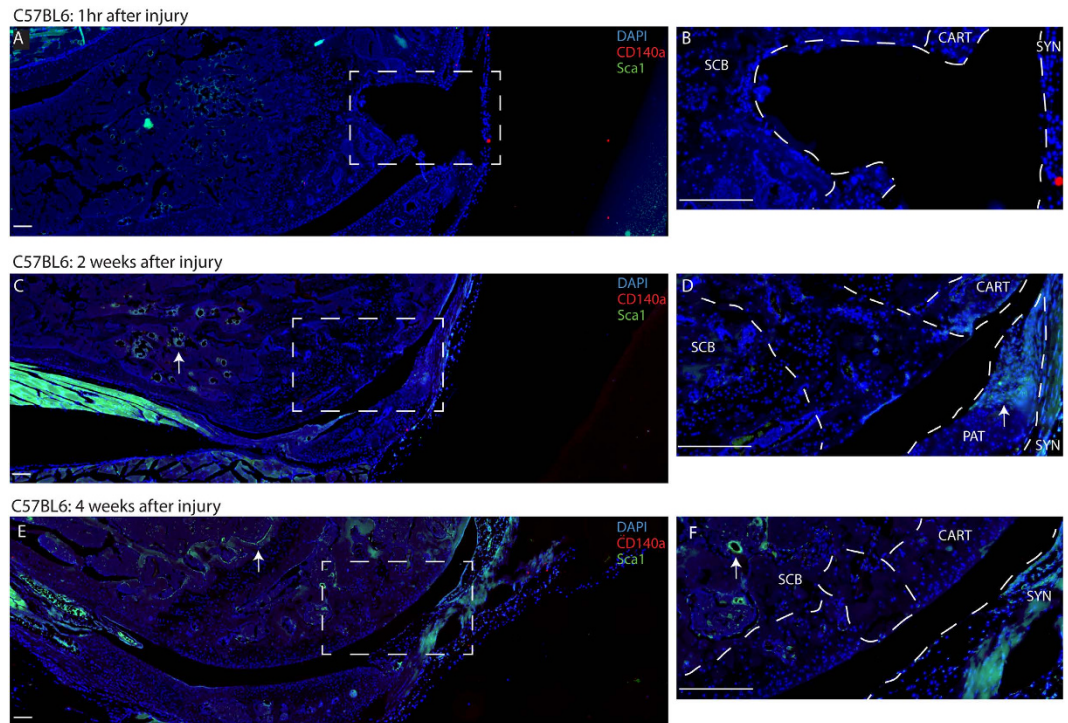 C57BL6: 1hr after injury
A
DAPI
CD140a
Sca1
B
SCB
CART
SYN
C57BL6: 2 weeks after injury
C
DAPI
CD140a
Sca1
D
SCB
CART
PAT
SYN
C57BL6: 4 weeks after injury
E
DAPI
CD140a
Sca1
F
SCB
CART
SYN